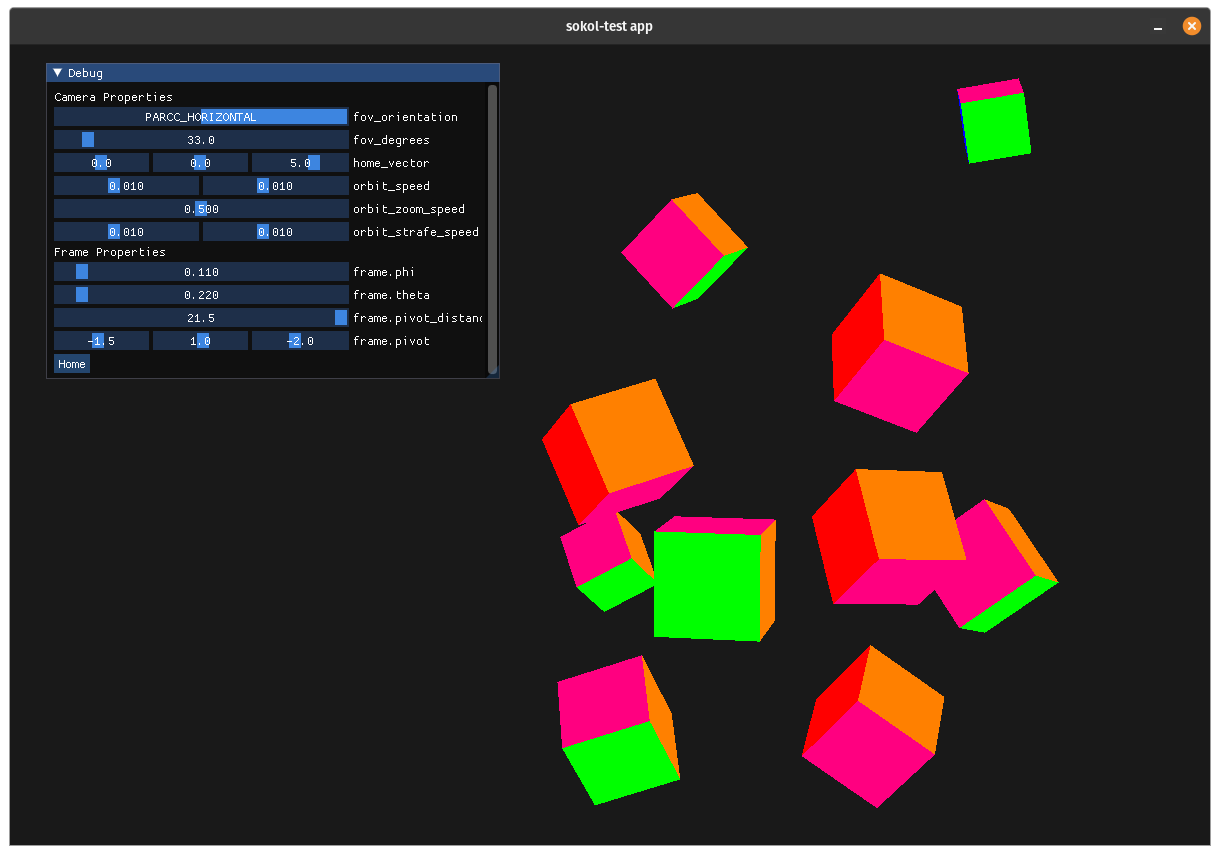 sokol-test app
Debug
Camera Properties
PARCC_HORIZONTAL fov_orientation
33.0 fov_degrees
0.0 0.0 5.0 home_vector
0.010 0.010 orbit_speed
0.500 orbit_zoom_speed
0.010 0.010 orbit_strafe_speed
Frame Properties
0.110 frame.phi
0.220 frame.theta
21.5 frame.pivot_distanc
-1.5 1.0 -2.0 frame.pivot
Home